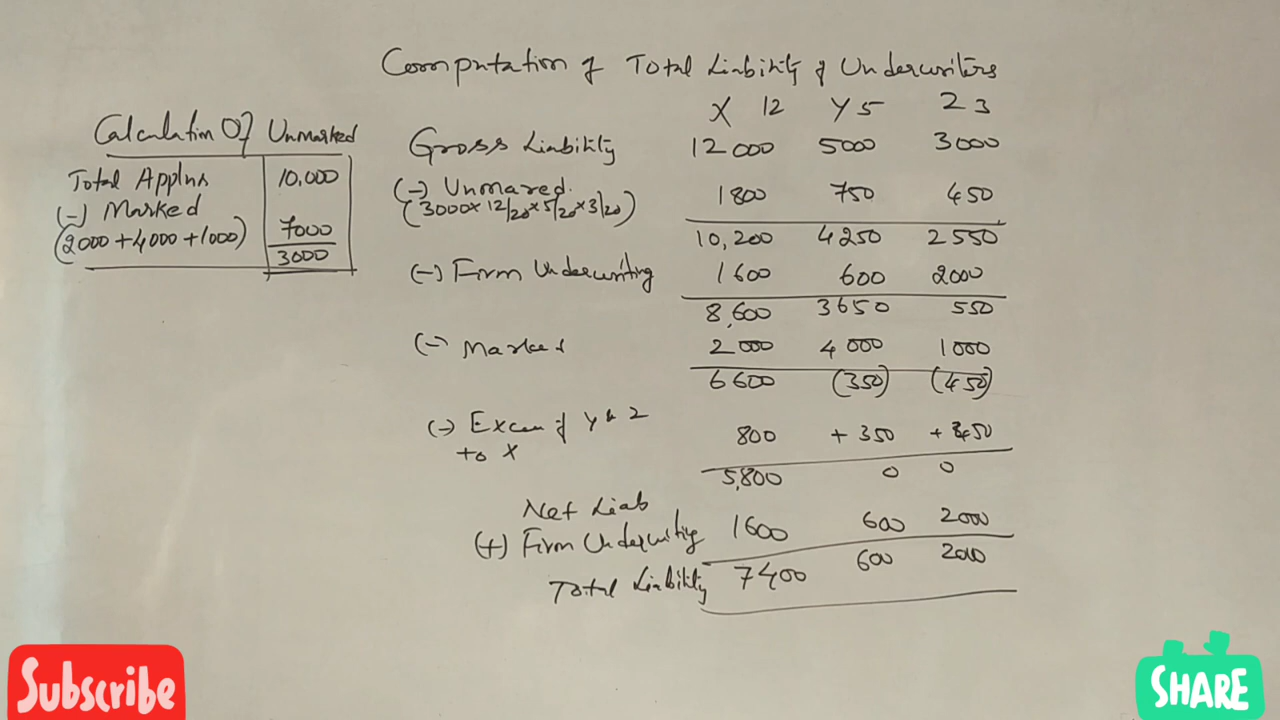 Computation of Total Liability of Underwriters
X 12 Y 5 Z 3
Calculation Of Unmarked
Total Applns 10,000
(-) Marked
(2000 + 4000 + 1000) 7000
3000
Gross Liability 12000 5000 3000
(-) Unmared. 1800 750 450
(3000 x 12/20 x 5/20 x 3/20)
10,200 4250 2550
(-) Firm Underwriting 1600 600 2000
8,600 3650 550
(-) Marked 2000 4000 1000
6600 (350) (450)
(-) Excess of Y & Z
to X 800 + 350 + 450
5,800 0 0
Net Liab
(+) Firm Underwriting 1600 600 2000
Total Liability 7400 600 2000
Subscribe
SHARE